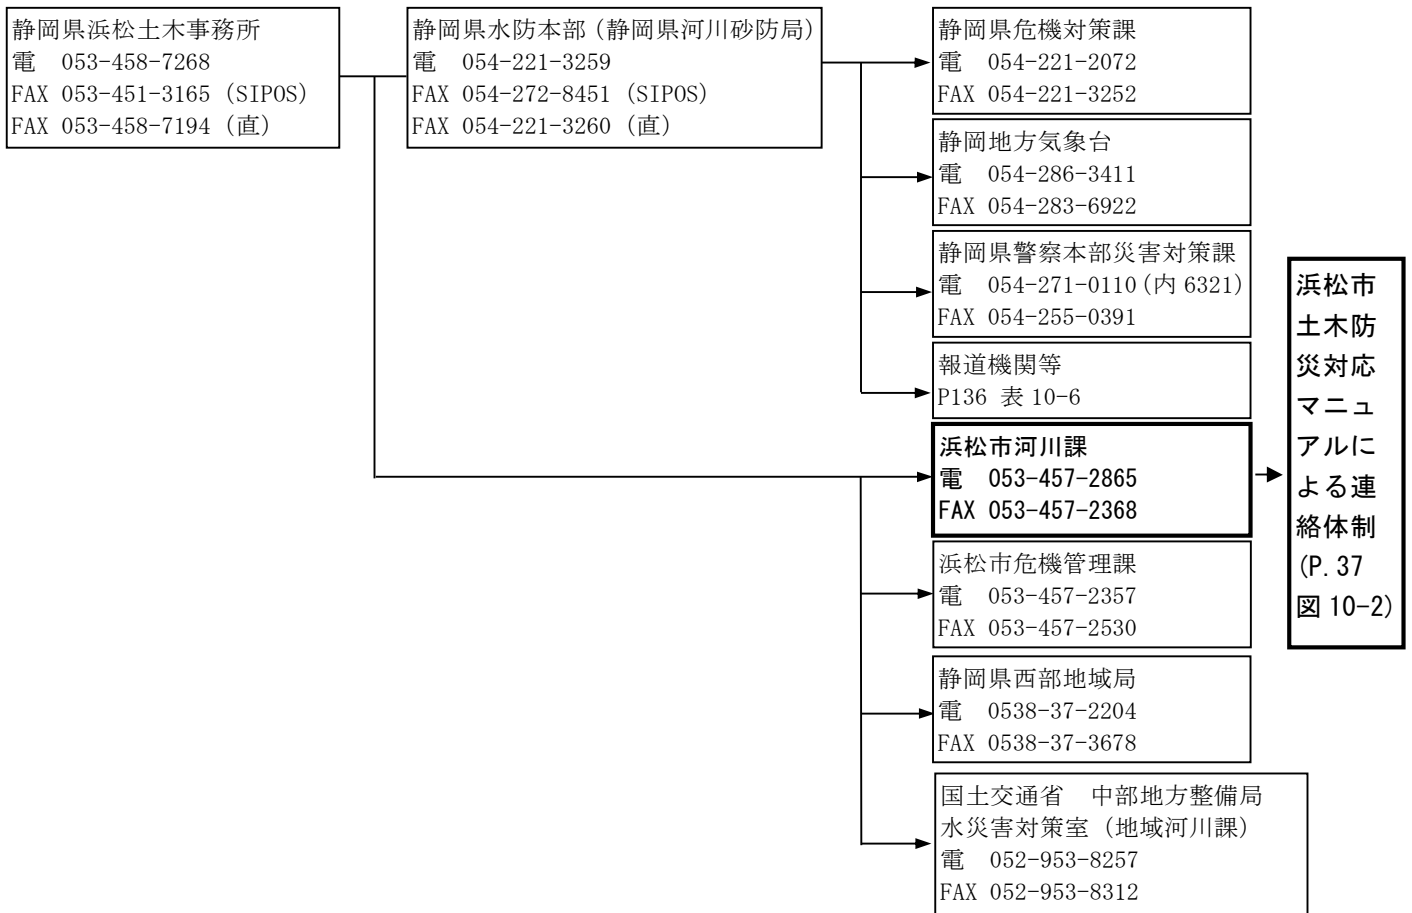 静岡県浜松土木事務所
電　053-458-7268
FAX 053-451-3165（SIPOS）
FAX 053-458-7194（直）
静岡県水防本部（静岡県河川砂防局）
電　054-221-3259
FAX 054-272-8451（SIPOS）
FAX 054-221-3260（直）
静岡県危機対策課
電　054-221-2072
FAX 054-221-3252
静岡地方気象台
電　054-286-3411
FAX 054-283-6922
静岡県警察本部災害対策課
電　054-271-0110（内 6321）
FAX 054-255-0391
報道機関等
P136 表 10-6
浜松市河川課
電　053-457-2865
FAX 053-457-2368
浜松市危機管理課
電　053-457-2357
FAX 053-457-2530
静岡県西部地域局
電　0538-37-2204
FAX 0538-37-3678
国土交通省　中部地方整備局
水災害対策室（地域河川課）
電　052-953-8257
FAX 052-953-8312
浜松市
土木防
災対応
マニュ
アルに
よる連
絡体制
(P.37
図 10-2)